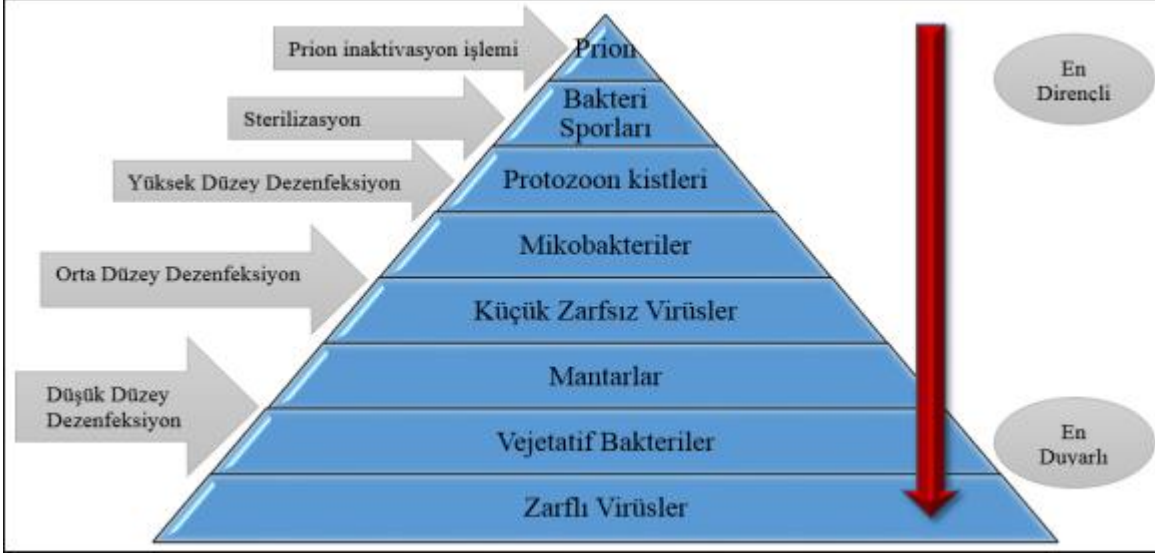 Prion inaktivasyon işlemi
Prion
En
Dirençli
Sterilizasyon
Bakteri
Sporları
Yüksek Düzey Dezenfeksiyon
Protozoon kistleri
Mikobakteriler
Orta Düzey Dezenfeksiyon
Küçük Zarfsız Virüsler
Mantarlar
Düşük Düzey
Dezenfeksiyon
Vejetatif Bakteriler
En
Duvarlı
Zarflı Virüsler